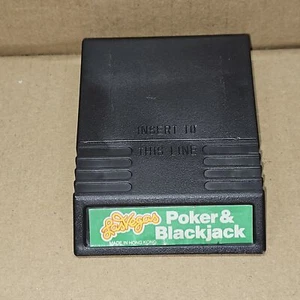 INSERT TO
THIS LINE
Las Vegas Poker &
Blackjack
MADE IN HONG KONG